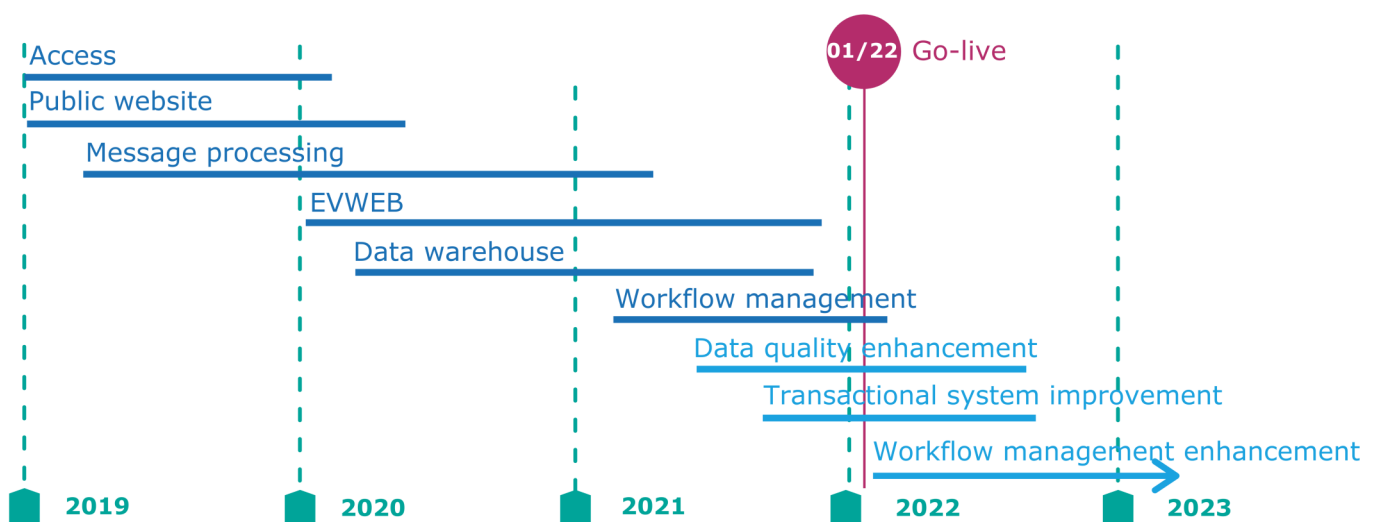 01/22 Go-live
Access
Public website
Message processing
EVWEB
Data warehouse
Workflow management
Data quality enhancement
Transactional system improvement
Workflow management enhancement
2019 2020 2021 2022 2023